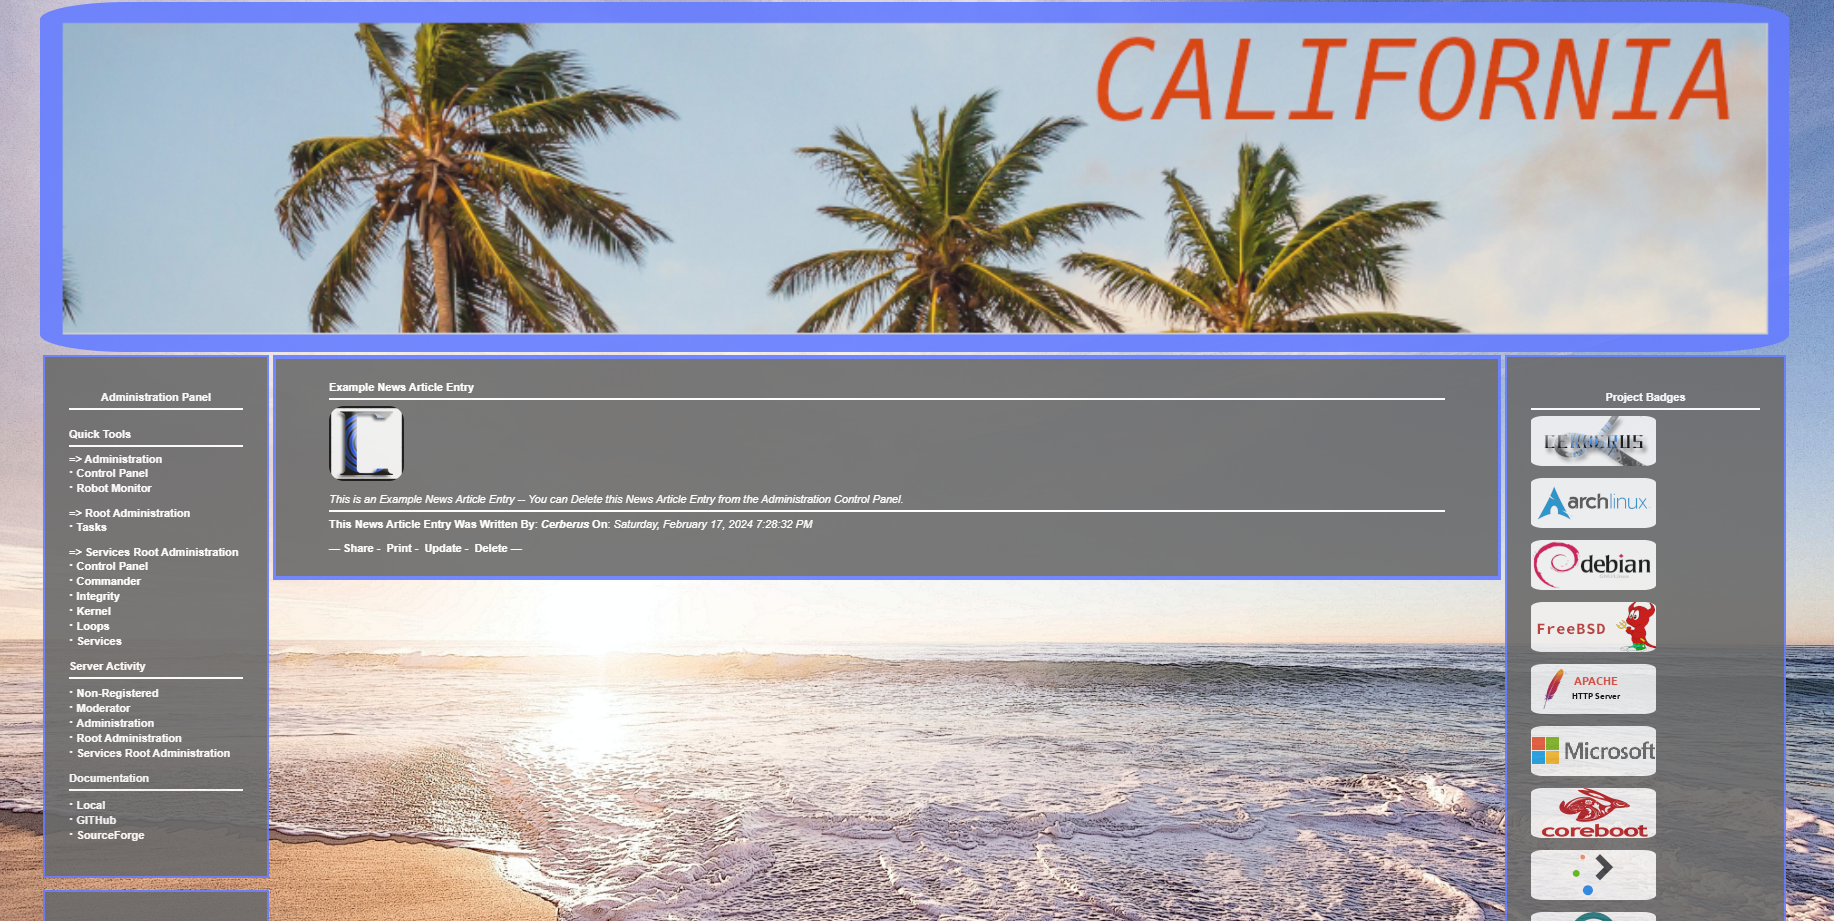 CALIFORNIA
Administration Panel
Quick Tools
=> Administration
· Control Panel
· Robot Monitor
=> Root Administration
· Tasks
=> Services Root Administration
· Control Panel
· Commander
· Integrity
· Kernel
· Loops
· Services
Server Activity
· Non-Registered
· Moderator
· Administration
· Root Administration
· Services Root Administration
Documentation
· Local
· GITHub
· SourceForge
Example News Article Entry
This is an Example News Article Entry -- You can Delete this News Article Entry from the Administration Control Panel.
This News Article Entry Was Written By: Cerberus On: Saturday, February 17, 2024 7:28:32 PM
— Share - Print - Update - Delete —
Project Badges
CERBERUS
archlinux
debian
FreeBSD
APACHE
HTTP Server
Microsoft
coreboot